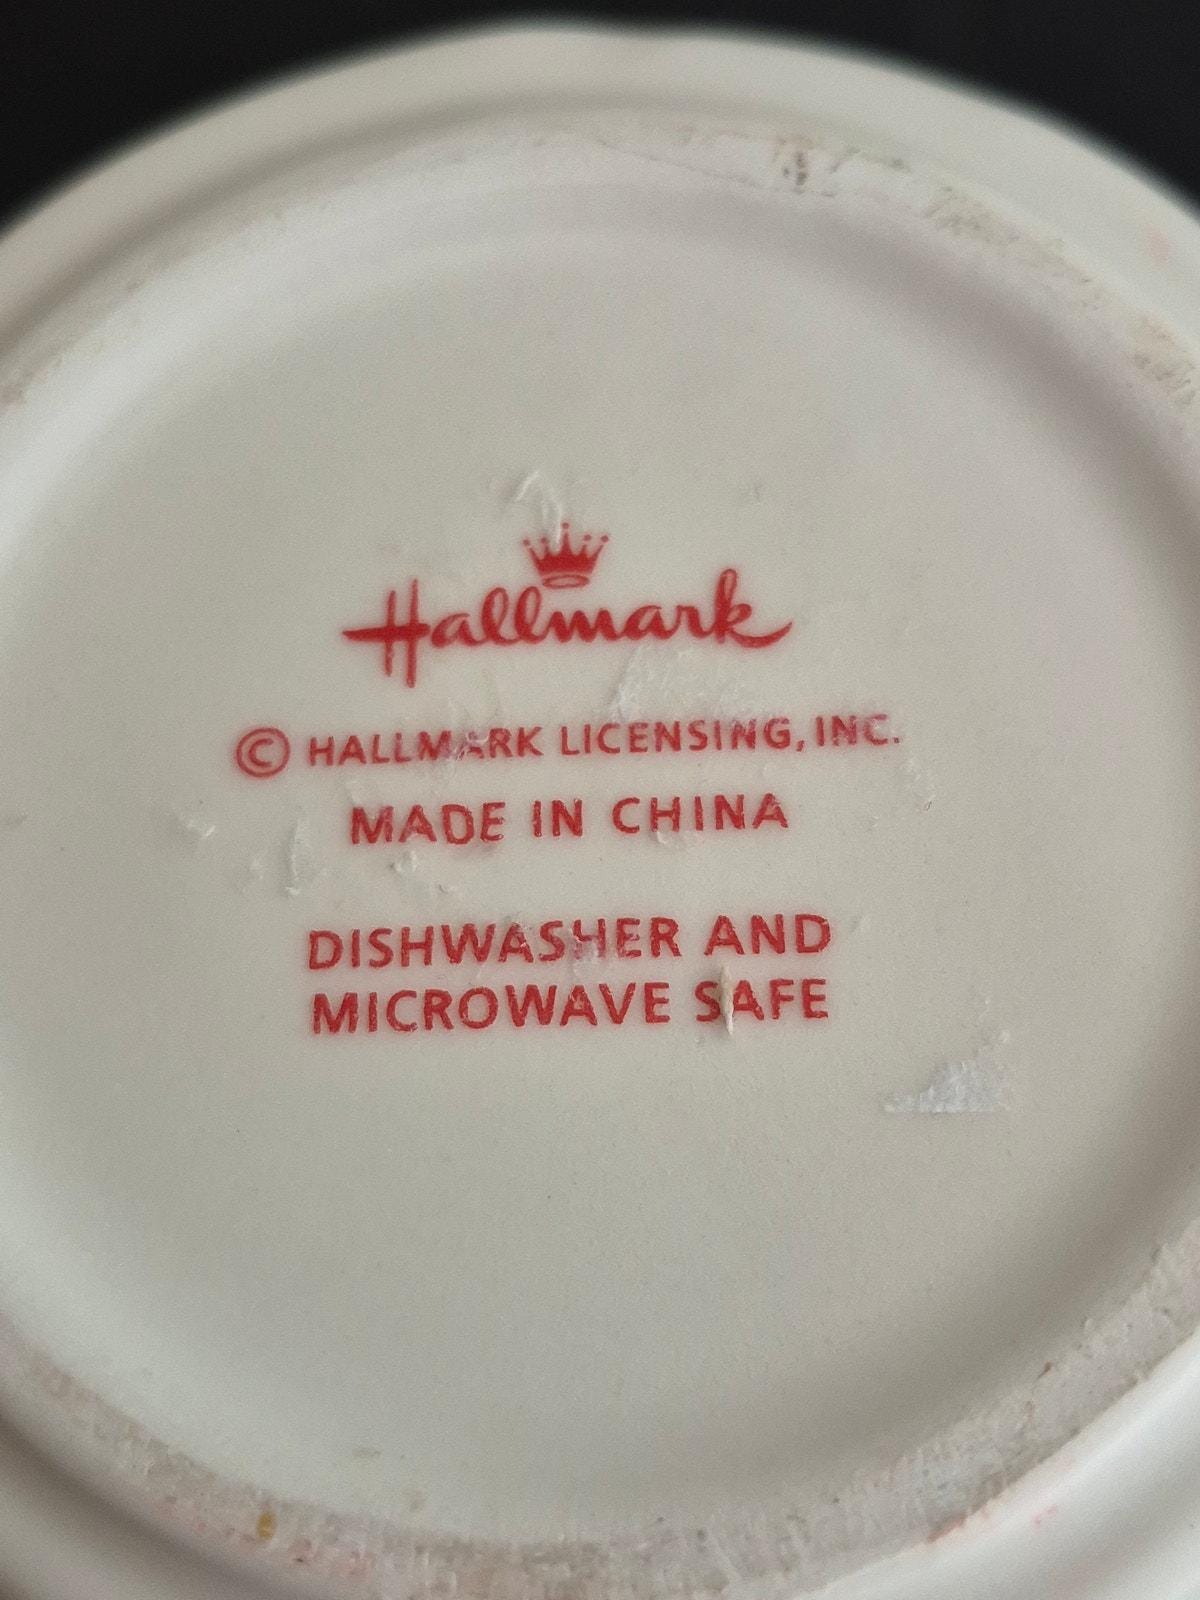 Hallmark
© HALLMARK LICENSING, INC.
MADE IN CHINA
DISHWASHER AND
MICROWAVE SAFE